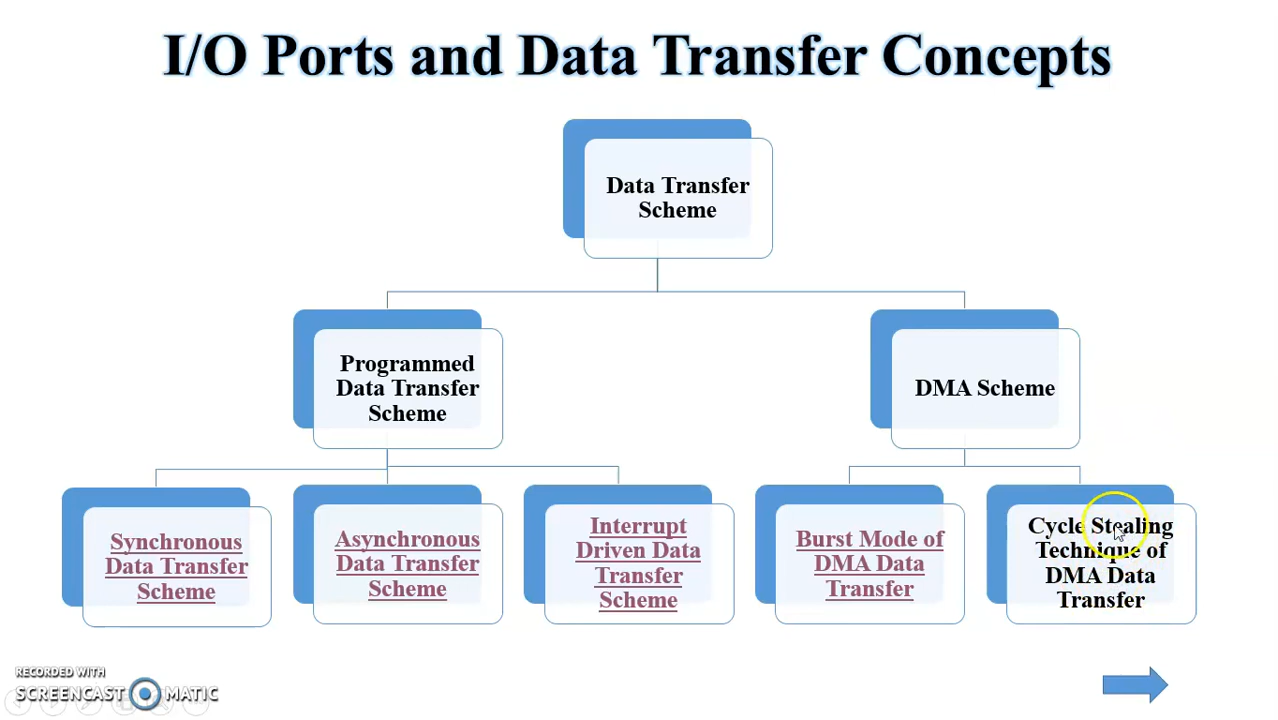 I/O Ports and Data Transfer Concepts
Data Transfer
Scheme
Programmed
Data Transfer
Scheme
DMA Scheme
Synchronous
Data Transfer
Scheme
Asynchronous
Data Transfer
Scheme
Interrupt
Driven Data
Transfer
Scheme
Burst Mode of
DMA Data
Transfer
Cycle Stealing
Technique of
DMA Data
Transfer
RECORDED WITH
SCREENCAST MATIC